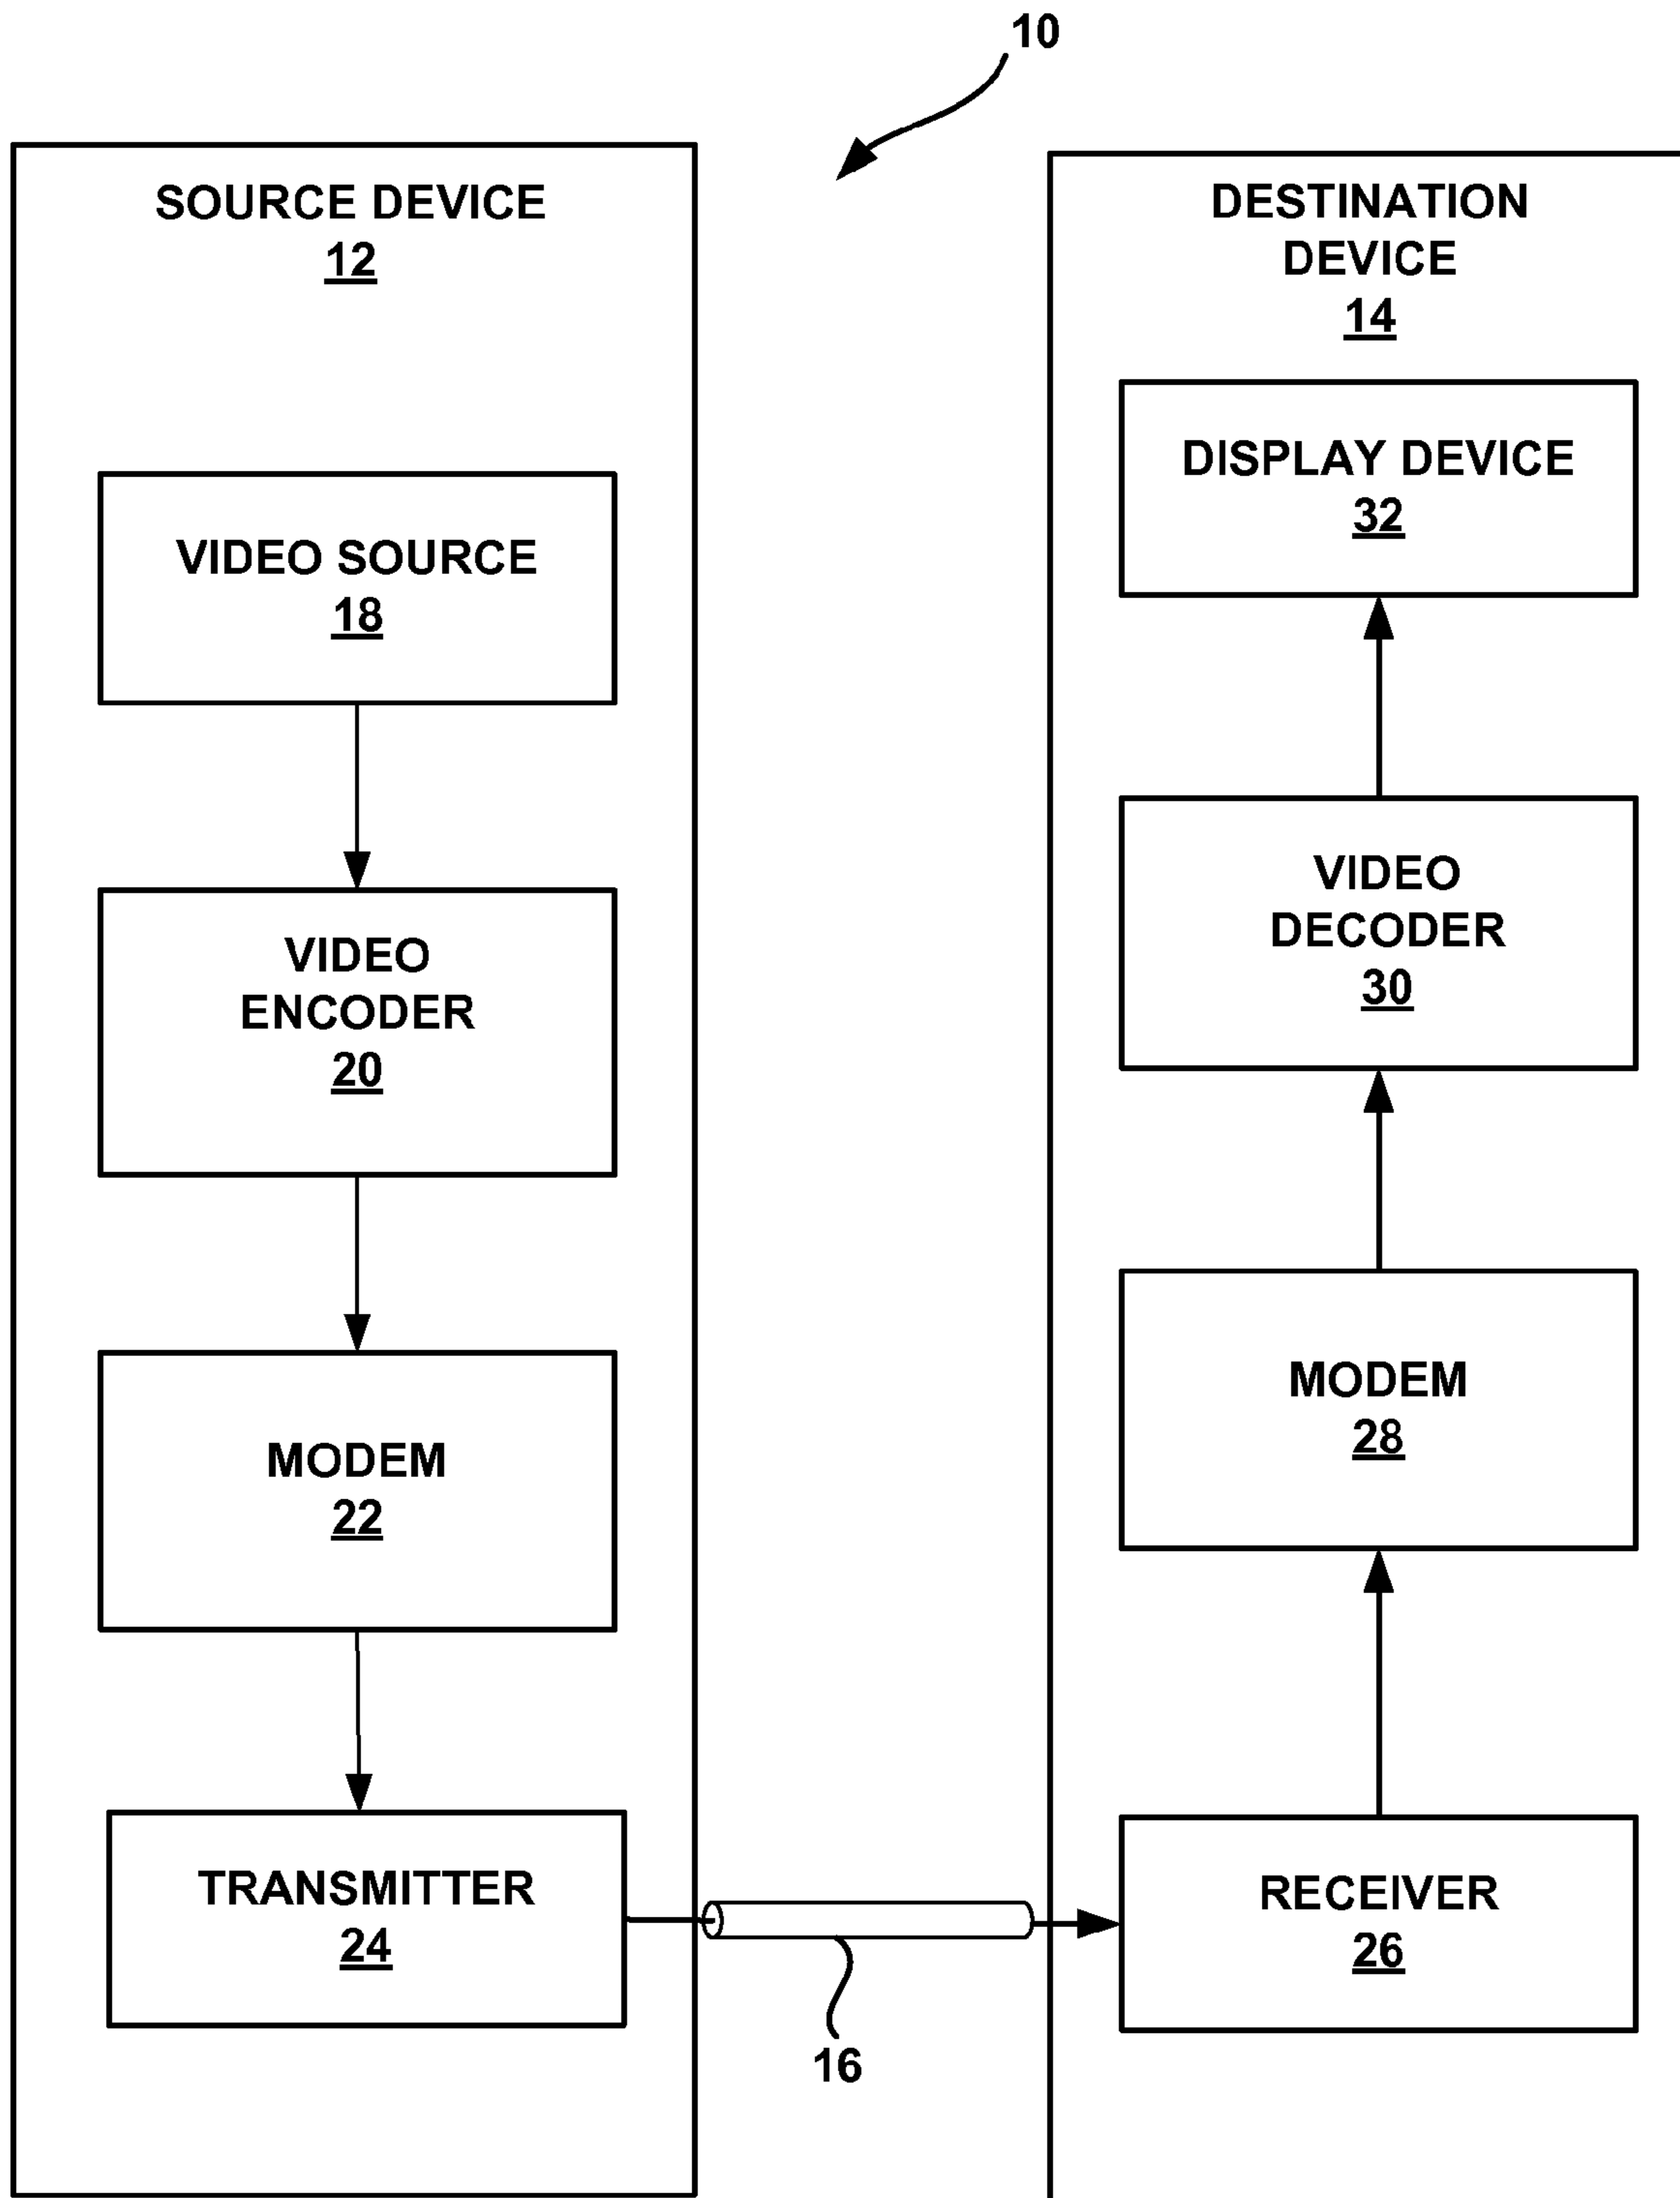 10
SOURCE DEVICE
12
VIDEO SOURCE
18
VIDEO
ENCODER
20
MODEM
22
TRANSMITTER
24
16
DESTINATION
DEVICE
14
DISPLAY DEVICE
32
VIDEO
DECODER
30
MODEM
28
RECEIVER
26